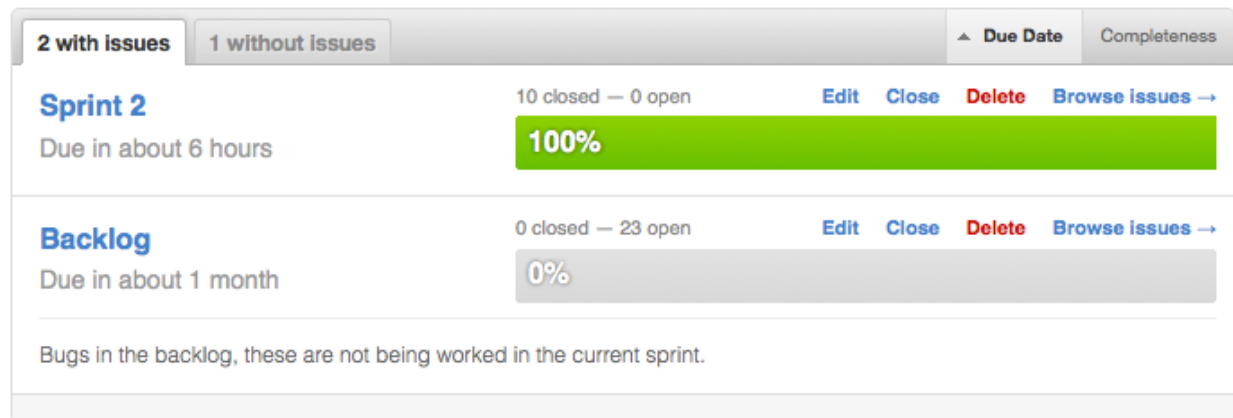 2 with issues 1 without issues ▲ Due Date Completeness
Sprint 2
Due in about 6 hours
10 closed — 0 open Edit Close Delete Browse issues →
100%
Backlog
Due in about 1 month
0 closed — 23 open Edit Close Delete Browse issues →
0%
Bugs in the backlog, these are not being worked in the current sprint.